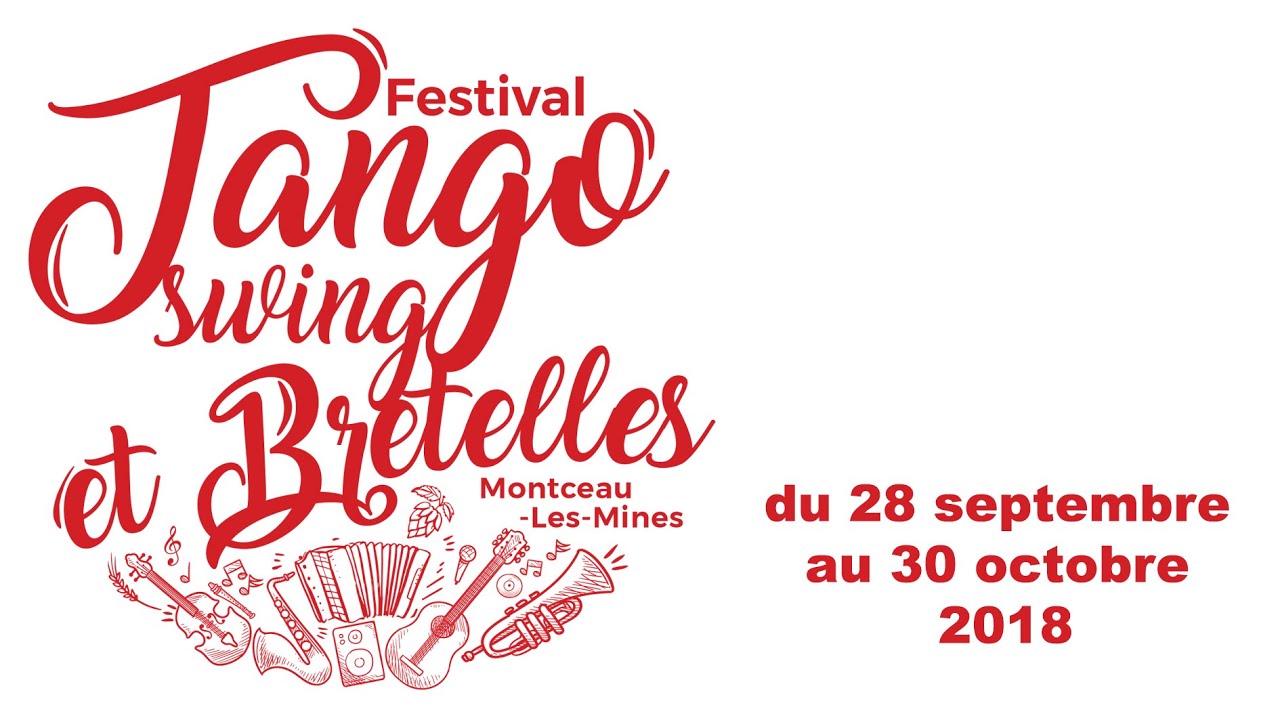 Festival
Tango
swing
et Bretelles
Montceau
-Les-Mines
du 28 septembre
au 30 octobre
2018